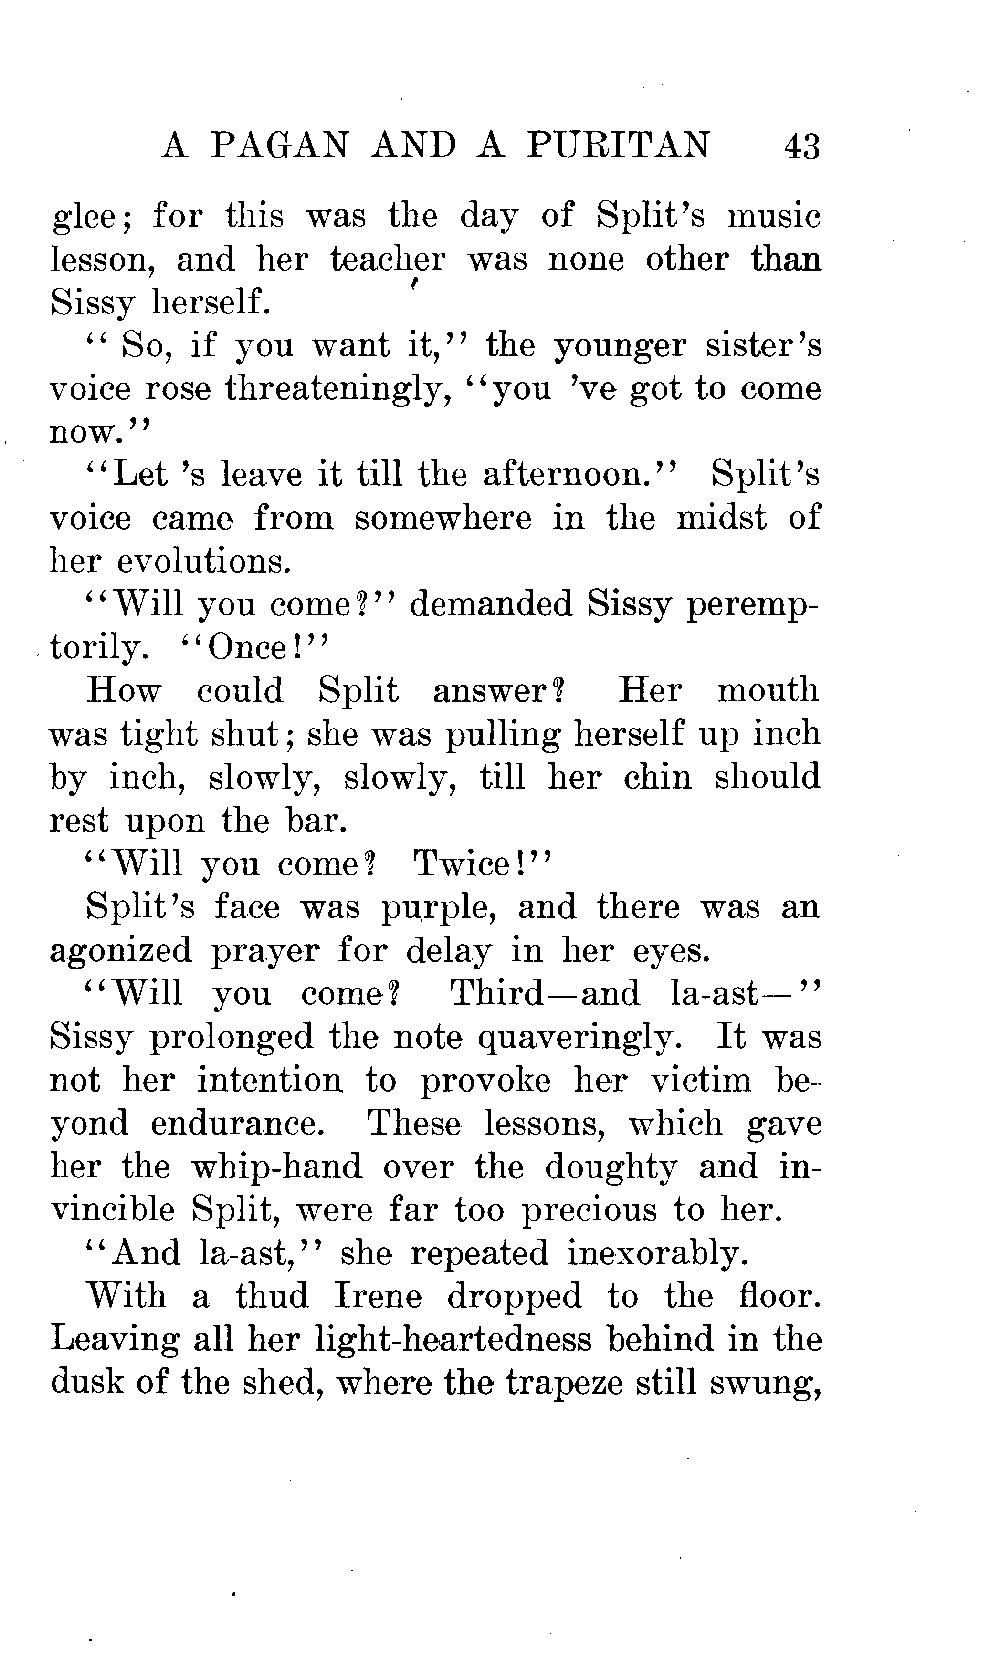 A PAGAN AND A PURITAN 43
glee; for this was the day of Split's music
lesson, and her teacher was none other than
Sissy herself.
"So, if you want it," the younger sister's
voice rose threateningly, "you 've got to come
now."
"Let 's leave it till the afternoon." Split's
voice came from somewhere in the midst of
her evolutions.
"Will you come?" demanded Sissy peremp-
torily. "Once!"
How could Split answer? Her mouth
was tight shut; she was pulling herself up inch
by inch, slowly, slowly, till her chin should
rest upon the bar.
"Will you come? Twice!"
Split's face was purple, and there was an
agonized prayer for delay in her eyes.
"Will you come? Third—and la-ast—"
Sissy prolonged the note quaveringly. It was
not her intention to provoke her victim be-
yond endurance. These lessons, which gave
her the whip-hand over the doughty and in-
vincible Split, were far too precious to her.
"And la-ast," she repeated inexorably.
With a thud Irene dropped to the floor.
Leaving all her light-heartedness behind in the
dusk of the shed, where the trapeze still swung,